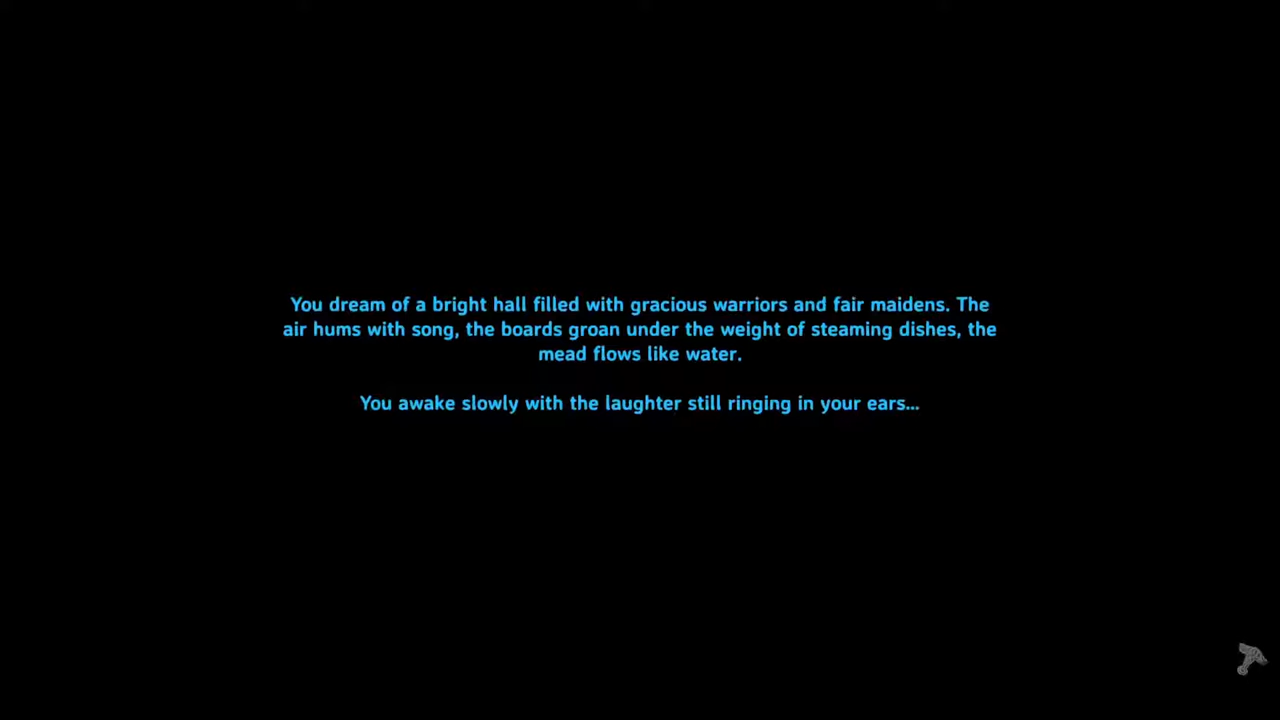 You dream of a bright hall filled with gracious warriors and fair maidens. The
air hums with song, the boards groan under the weight of steaming dishes, the
mead flows like water.
You awake slowly with the laughter still ringing in your ears...